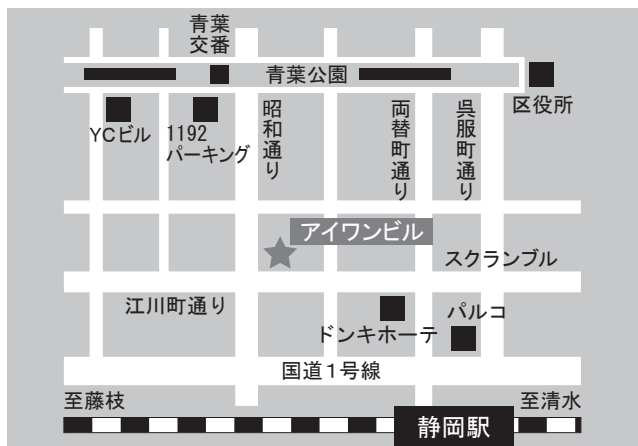 青葉
交番
青葉公園
区役所
YCビル
1192
パーキング
昭和通り
両替町通り
呉服町通り
アイワンビル
スクランブル
江川町通り
ドンキホーテ
パルコ
国道1号線
至藤枝
至清水
静岡駅